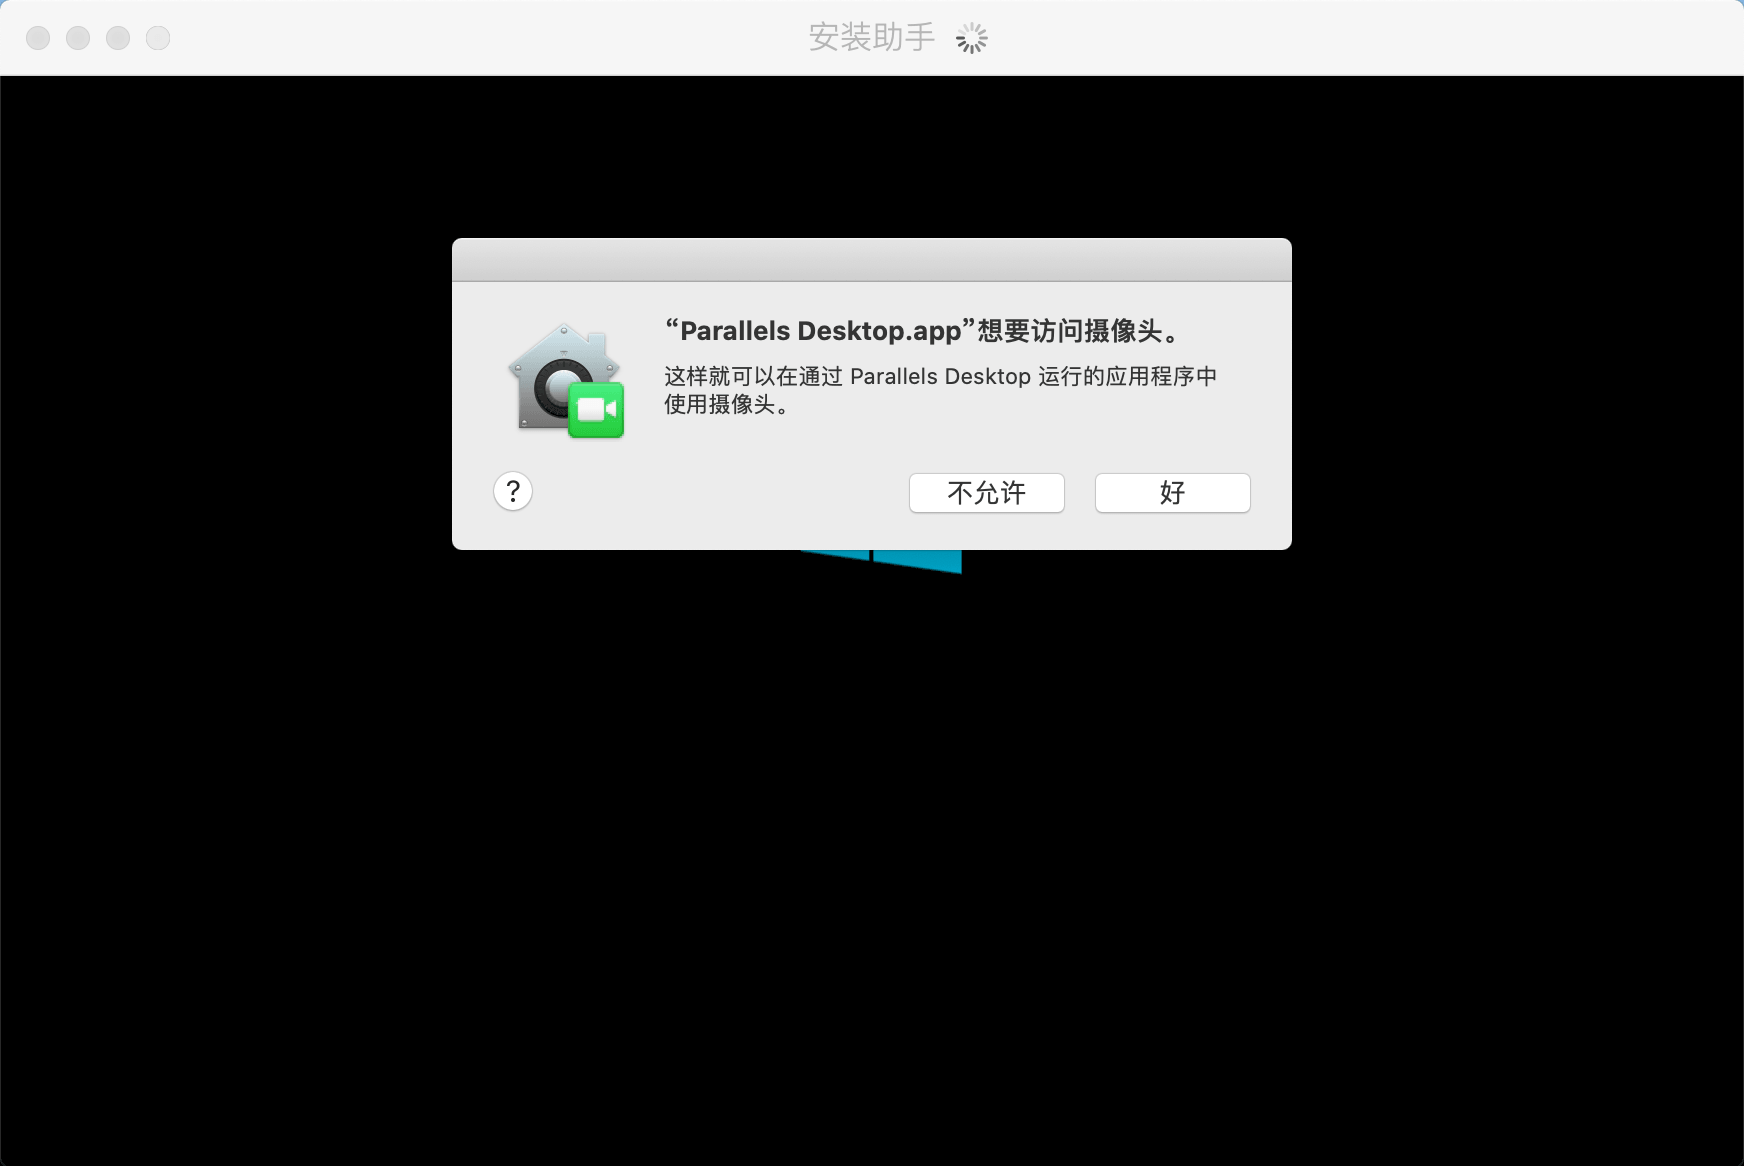 安装助手
“Parallels Desktop.app”想要访问摄像头。
这样就可以在通过 Parallels Desktop 运行的应用程序中
使用摄像头。
?
不允许
好